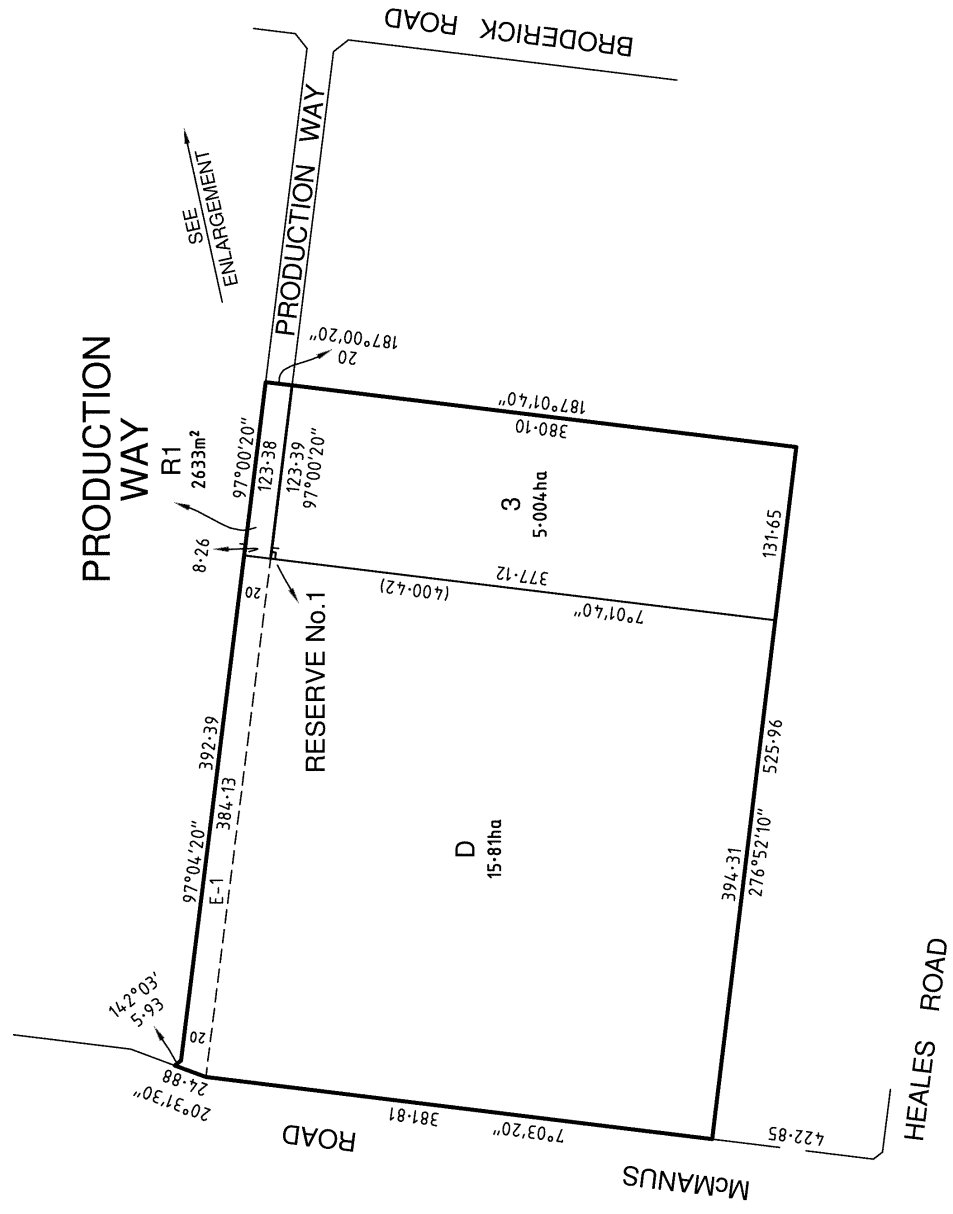 BRODERICK ROAD
PRODUCTION WAY
SEE
ENLARGEMENT
PRODUCTION
WAY
R1
2633m²
187°00'20"
20
97°00'20"
123·38
123·39
97°00'20"
187°01'40"
380·10
8·26
3
5·004ha
131·65
377·12
(400·42)
7°01'40"
20
RESERVE No.1
392·39
384·13
97°04'20"
E-1
D
15·81ha
525·96
394·31
276°52'10"
142°03'
5·93
20
24·88
20°31'30"
381·81
7°03'20"
McMANUS ROAD
422·85
HEALES ROAD